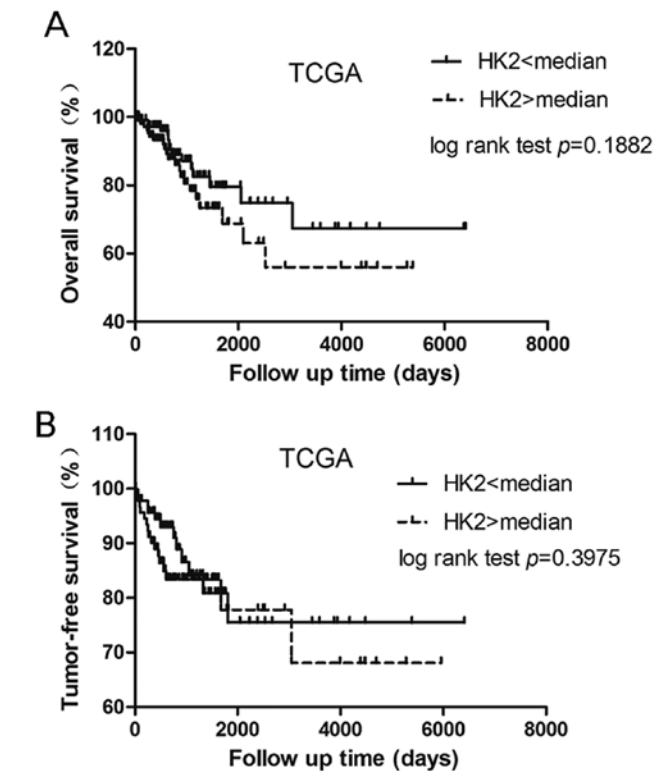 A
TCGA
HK2<median
HK2>median
log rank test p=0.1882
Overall survival (%)
120
100
80
60
40
0 2000 4000 6000 8000
Follow up time (days)
B
TCGA
HK2<median
HK2>median
log rank test p=0.3975
Tumor-free survival (%)
110
100
90
80
70
60
0 2000 4000 6000 8000
Follow up time (days)